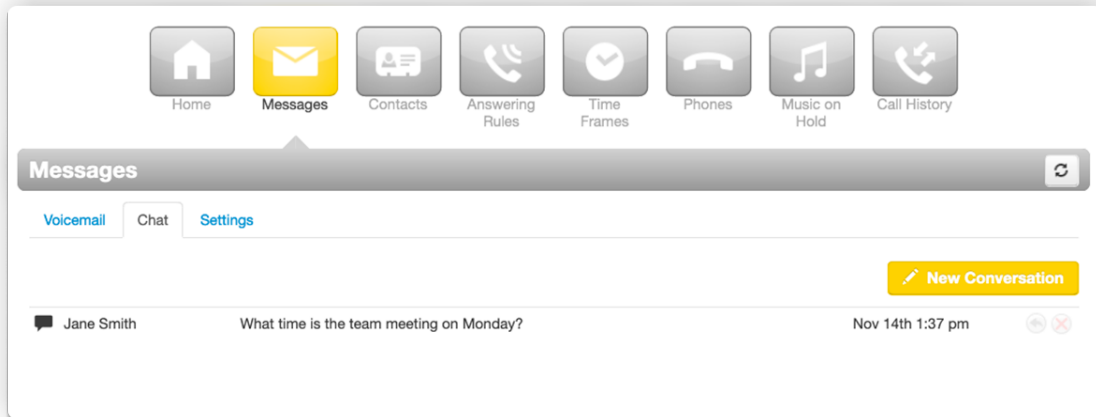 Home
Messages
Contacts
Answering
Rules
Time
Frames
Phones
Music on
Hold
Call History
Messages
Voicemail
Chat
Settings
New Conversation
Jane Smith What time is the team meeting on Monday? Nov 14th 1:37 pm